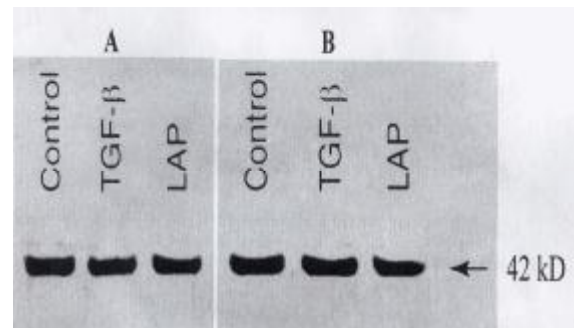 A B
Control TGF-β LAP Control TGF-β LAP
← 42 kD